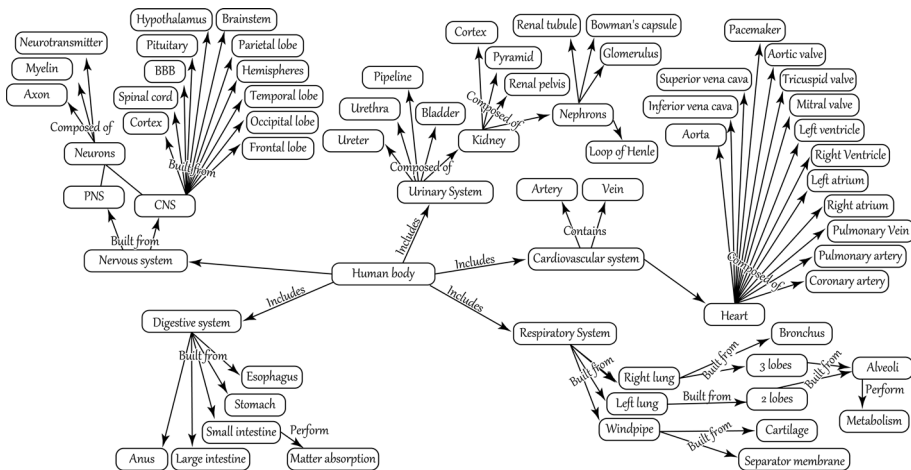 Hypothalamus
Brainstem
Neurotransmitter
Pituitary
Parietal lobe
Myelin
BBB
Hemispheres
Axon
Spinal cord
Temporal lobe
Composed of
Cortex
Occipital lobe
Neurons
Built from
Frontal lobe
PNS
CNS
Built from
Nervous system
Cortex
Renal tubule
Bowman's capsule
Pyramid
Glomerulus
Pipeline
Renal pelvis
Urethra
Bladder
Composed of
Nephrons
Ureter
Kidney
Composed of
Loop of Henle
Urinary System
Includes
Pacemaker
Aortic valve
Superior vena cava
Tricuspid valve
Inferior vena cava
Mitral valve
Aorta
Left ventricle
Right Ventricle
Left atrium
Right atrium
Pulmonary Vein
Pulmonary artery
Composed of
Coronary artery
Heart
Artery
Vein
Contains
Cardiovascular system
Includes
Human body
Includes
Includes
Digestive system
Built from
Esophagus
Stomach
Small intestine
Perform
Anus
Large intestine
Matter absorption
Respiratory System
Bronchus
Built from
Built from
Right lung
3 lobes
Built from
Alveoli
Left lung
Built from
2 lobes
Perform
Windpipe
Cartilage
Metabolism
Built from
Separator membrane